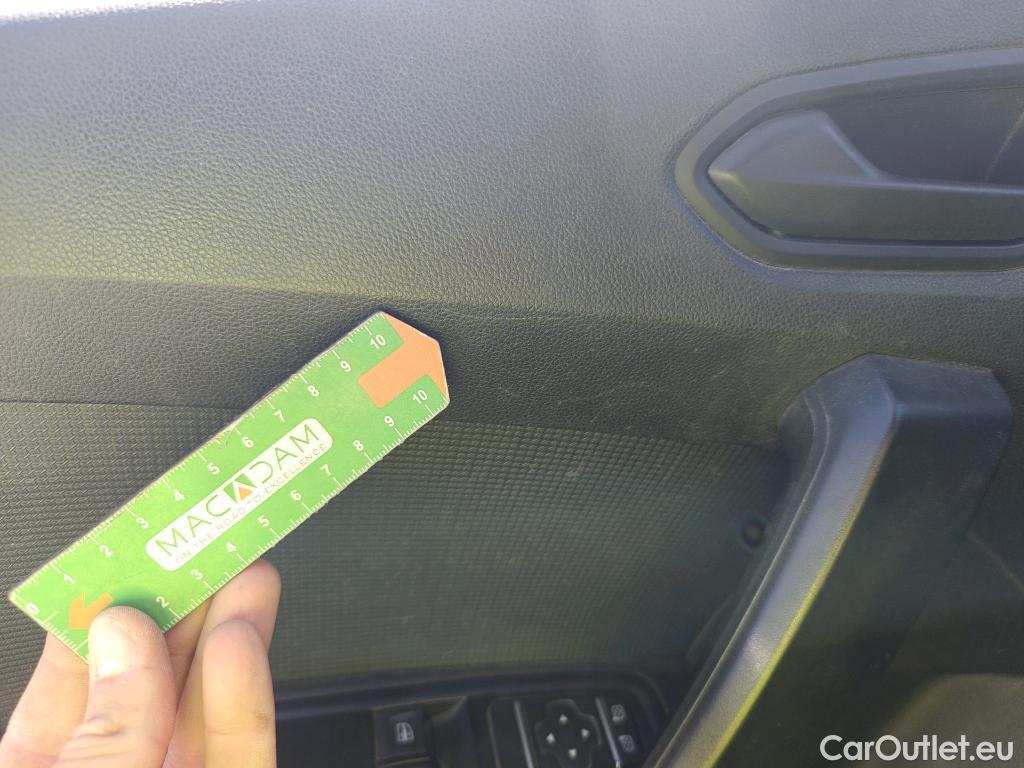 0 1 2 3 4 5 6 7 8 9 10
MACADAM
ON THE ROAD TO EXCELLENCE
2 3 4 5 6 7 8 9 10
CarOutlet.eu